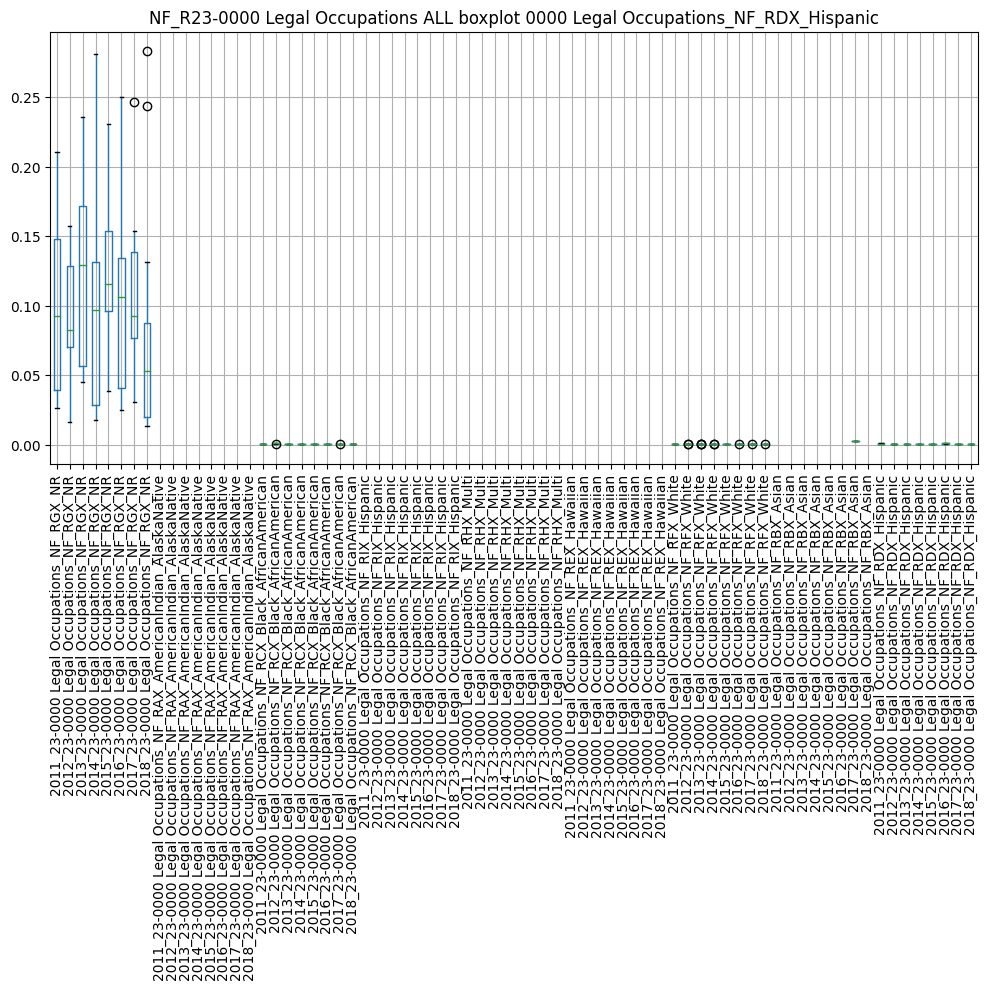 NF_R23-0000 Legal Occupations ALL boxplot 0000 Legal Occupations_NF_RDX_Hispanic
0.25
0.20
0.15
0.10
0.05
0.00
2011_23-0000 Legal Occupations_NF_RGX_NR
2012_23-0000 Legal Occupations_NF_RGX_NR
2013_23-0000 Legal Occupations_NF_RGX_NR
2014_23-0000 Legal Occupations_NF_RGX_NR
2015_23-0000 Legal Occupations_NF_RGX_NR
2016_23-0000 Legal Occupations_NF_RGX_NR
2017_23-0000 Legal Occupations_NF_RGX_NR
2018_23-0000 Legal Occupations_NF_RGX_NR
2011_23-0000 Legal Occupations_NF_RAX_AmericanIndian_AlaskaNative
2012_23-0000 Legal Occupations_NF_RAX_AmericanIndian_AlaskaNative
2013_23-0000 Legal Occupations_NF_RAX_AmericanIndian_AlaskaNative
2014_23-0000 Legal Occupations_NF_RAX_AmericanIndian_AlaskaNative
2015_23-0000 Legal Occupations_NF_RAX_AmericanIndian_AlaskaNative
2016_23-0000 Legal Occupations_NF_RAX_AmericanIndian_AlaskaNative
2017_23-0000 Legal Occupations_NF_RAX_AmericanIndian_AlaskaNative
2018_23-0000 Legal Occupations_NF_RAX_AmericanIndian_AlaskaNative
2011_23-0000 Legal Occupations_NF_RCX_Black_AfricanAmerican
2012_23-0000 Legal Occupations_NF_RCX_Black_AfricanAmerican
2013_23-0000 Legal Occupations_NF_RCX_Black_AfricanAmerican
2014_23-0000 Legal Occupations_NF_RCX_Black_AfricanAmerican
2015_23-0000 Legal Occupations_NF_RCX_Black_AfricanAmerican
2016_23-0000 Legal Occupations_NF_RCX_Black_AfricanAmerican
2017_23-0000 Legal Occupations_NF_RCX_Black_AfricanAmerican
2018_23-0000 Legal Occupations_NF_RCX_Black_AfricanAmerican
2011_23-0000 Legal Occupations_NF_RIX_Hispanic
2012_23-0000 Legal Occupations_NF_RIX_Hispanic
2013_23-0000 Legal Occupations_NF_RIX_Hispanic
2014_23-0000 Legal Occupations_NF_RIX_Hispanic
2015_23-0000 Legal Occupations_NF_RIX_Hispanic
2016_23-0000 Legal Occupations_NF_RIX_Hispanic
2017_23-0000 Legal Occupations_NF_RIX_Hispanic
2018_23-0000 Legal Occupations_NF_RIX_Hispanic
2011_23-0000 Legal Occupations_NF_RHX_Multi
2012_23-0000 Legal Occupations_NF_RHX_Multi
2013_23-0000 Legal Occupations_NF_RHX_Multi
2014_23-0000 Legal Occupations_NF_RHX_Multi
2015_23-0000 Legal Occupations_NF_RHX_Multi
2016_23-0000 Legal Occupations_NF_RHX_Multi
2017_23-0000 Legal Occupations_NF_RHX_Multi
2018_23-0000 Legal Occupations_NF_RHX_Multi
2011_23-0000 Legal Occupations_NF_REX_Hawaiian
2012_23-0000 Legal Occupations_NF_REX_Hawaiian
2013_23-0000 Legal Occupations_NF_REX_Hawaiian
2014_23-0000 Legal Occupations_NF_REX_Hawaiian
2015_23-0000 Legal Occupations_NF_REX_Hawaiian
2016_23-0000 Legal Occupations_NF_REX_Hawaiian
2017_23-0000 Legal Occupations_NF_REX_Hawaiian
2018_23-0000 Legal Occupations_NF_REX_Hawaiian
2011_23-0000 Legal Occupations_NF_RFX_White
2012_23-0000 Legal Occupations_NF_RFX_White
2013_23-0000 Legal Occupations_NF_RFX_White
2014_23-0000 Legal Occupations_NF_RFX_White
2015_23-0000 Legal Occupations_NF_RFX_White
2016_23-0000 Legal Occupations_NF_RFX_White
2017_23-0000 Legal Occupations_NF_RFX_White
2018_23-0000 Legal Occupations_NF_RFX_White
2011_23-0000 Legal Occupations_NF_RBX_Asian
2012_23-0000 Legal Occupations_NF_RBX_Asian
2013_23-0000 Legal Occupations_NF_RBX_Asian
2014_23-0000 Legal Occupations_NF_RBX_Asian
2015_23-0000 Legal Occupations_NF_RBX_Asian
2016_23-0000 Legal Occupations_NF_RBX_Asian
2017_23-0000 Legal Occupations_NF_RBX_Asian
2018_23-0000 Legal Occupations_NF_RBX_Asian
2011_23-0000 Legal Occupations_NF_RDX_Hispanic
2012_23-0000 Legal Occupations_NF_RDX_Hispanic
2013_23-0000 Legal Occupations_NF_RDX_Hispanic
2014_23-0000 Legal Occupations_NF_RDX_Hispanic
2015_23-0000 Legal Occupations_NF_RDX_Hispanic
2016_23-0000 Legal Occupations_NF_RDX_Hispanic
2017_23-0000 Legal Occupations_NF_RDX_Hispanic
2018_23-0000 Legal Occupations_NF_RDX_Hispanic